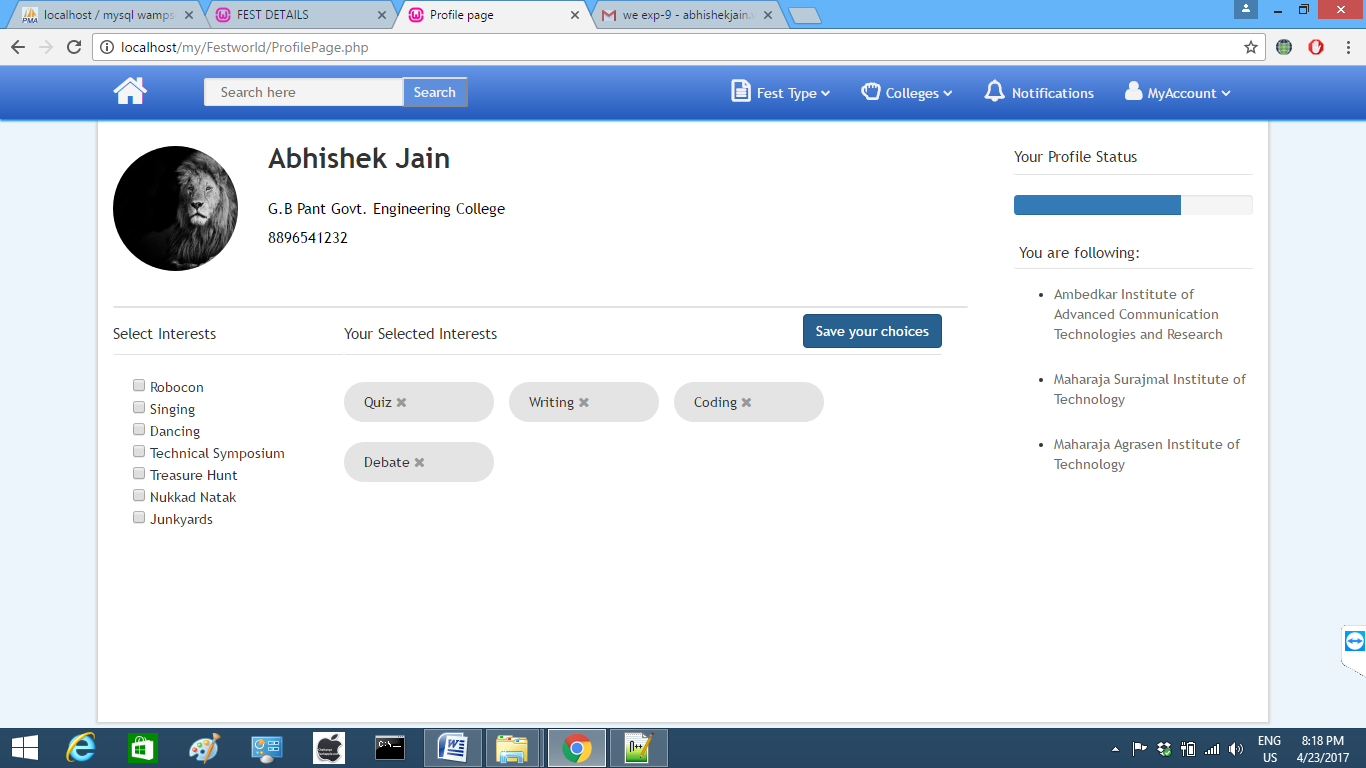 localhost / mysql wamps
FEST DETAILS
Profile page
we exp-9 - abhishekjain.
localhost/my/Festworld/ProfilePage.php
Search here
Search
Fest Type
Colleges
Notifications
MyAccount
Abhishek Jain
G.B Pant Govt. Engineering College
8896541232
Your Profile Status
You are following:
Ambedkar Institute of
Advanced Communication
Technologies and Research
Maharaja Surajmal Institute of
Technology
Maharaja Agrasen Institute of
Technology
Select Interests
Your Selected Interests
Save your choices
Robocon
Singing
Dancing
Technical Symposium
Treasure Hunt
Nukkad Natak
Junkyards
Quiz
Writing
Coding
Debate
ENG
US
8:18 PM
4/23/2017